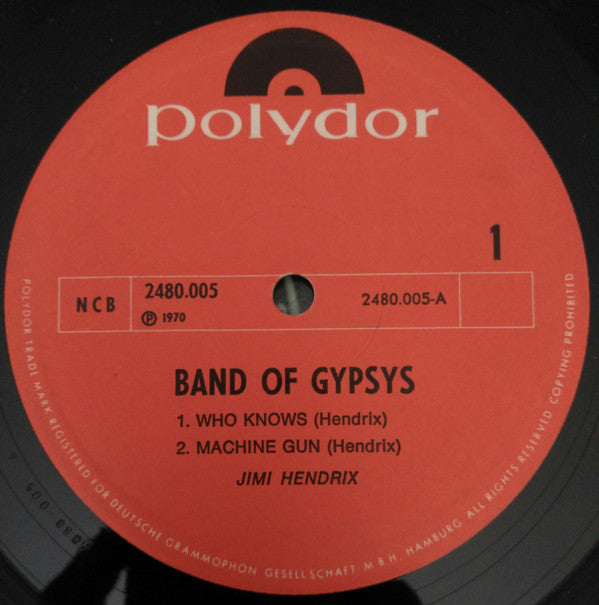 polydor
1
NCB
2480.005
℗ 1970
2480.005-A
BAND OF GYPSYS
1. WHO KNOWS (Hendrix)
2. MACHINE GUN (Hendrix)
JIMI HENDRIX
POLYDOR TRADE MARK REGISTERED FOR DEUTSCHE GRAMMOPHON GESELLSCHAFT M B H. HAMBURG ALL RIGHTS RESERVED COPYING PROHIBITED